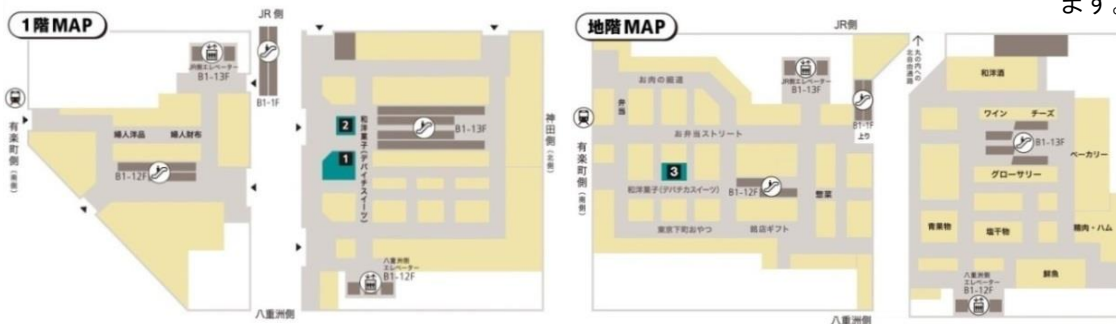 ます。
1階MAP
JR側
JR側エレベーター
B1-13F
B1-1F
有楽町側(南側)
婦人洋品
婦人財布
B1-12F
2
1
和洋菓子(デパイチスイーツ)
B1-13F
神田側(北側)
八重洲側
エレベーター
B1-12F
八重洲側
地階MAP
JR側
丸の内への
北自由通路
お肉の細道
JR側エレベーター
B1-13F
弁当
B1-1F
上り
お弁当ストリート
有楽町側(南側)
3
和洋菓子(デパチカスイーツ)
B1-12F
惣菜
東京下町おやつ
銘店ギフト
和洋酒
ワイン
チーズ
B1-13F
ベーカリー
グローサリー
青果物
塩干物
精肉・ハム
鮮魚
八重洲側
エレベーター
B1-12F
八重洲側